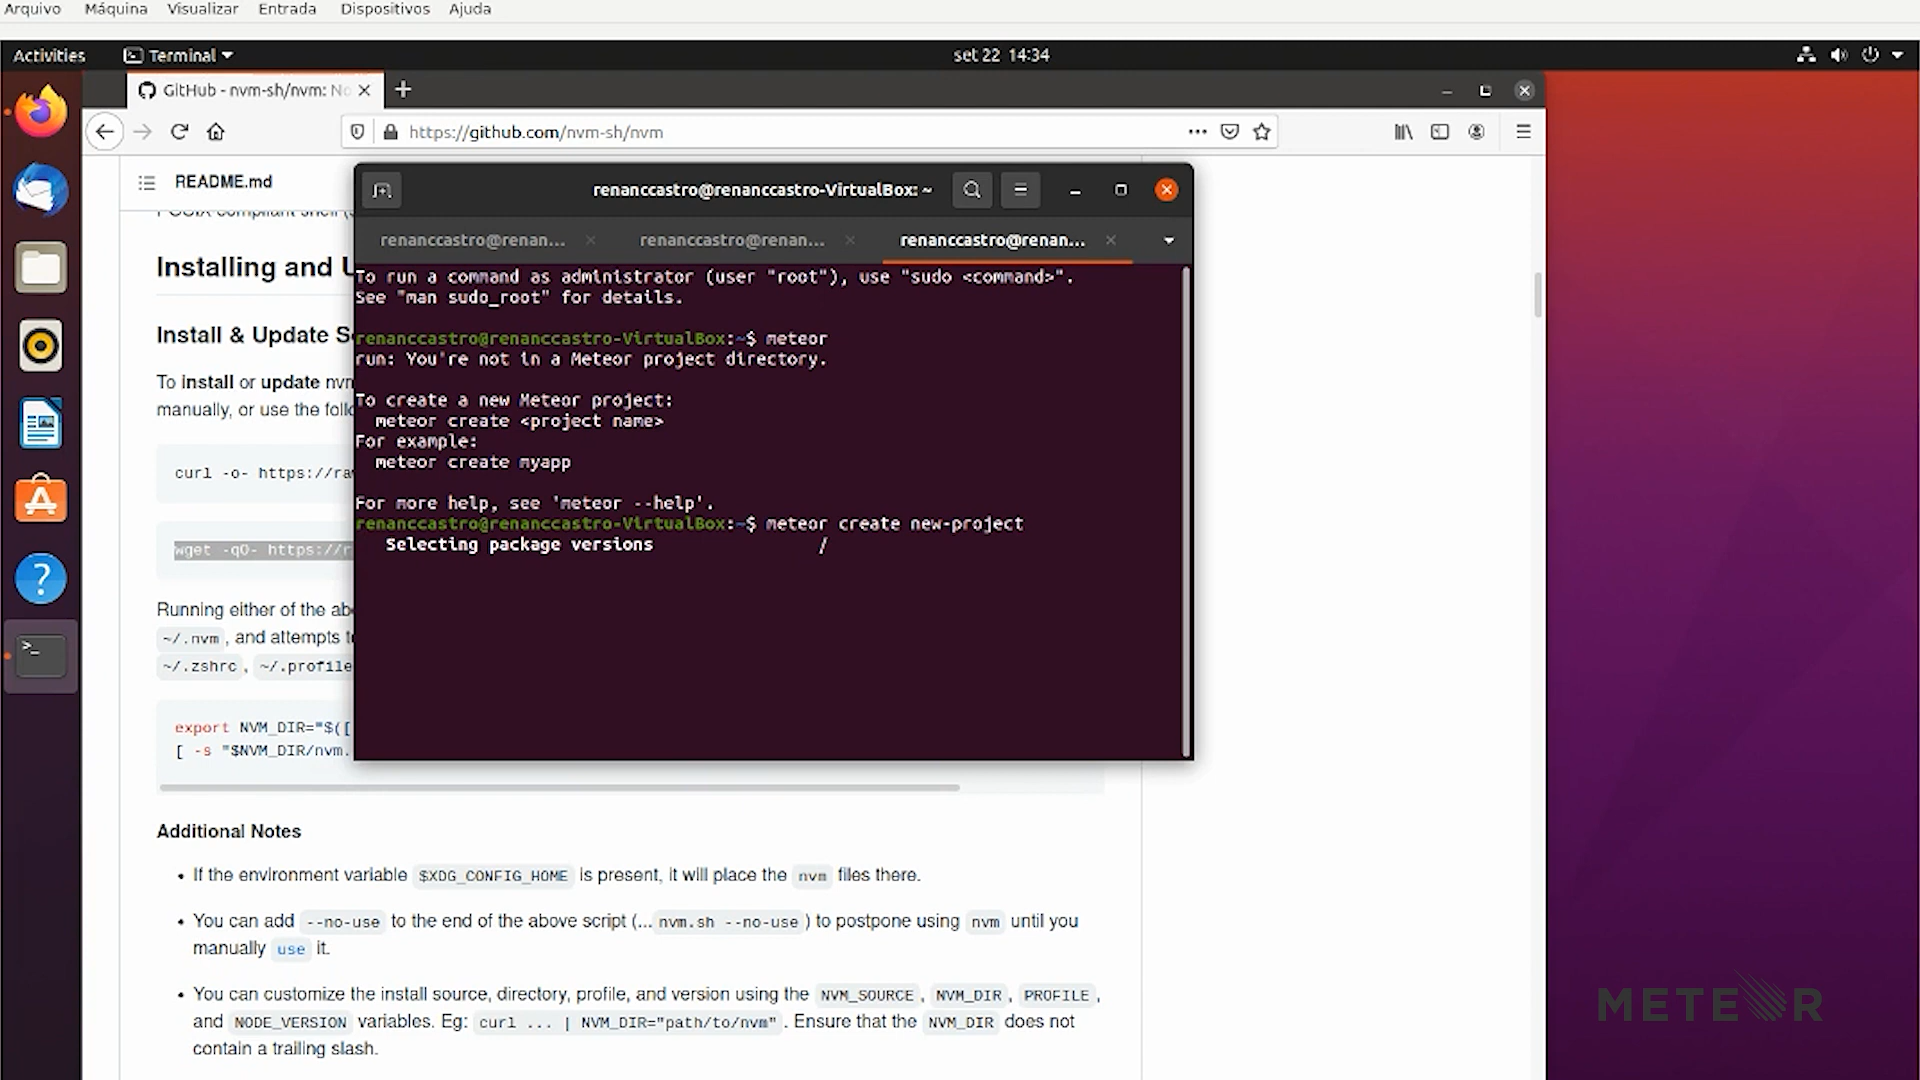 Arquivo Máquina Visualizar Entrada Dispositivos Ajuda
Activities Terminal set 22 14:34
GitHub - nvm-sh/nvm: No
https://github.com/nvm-sh/nvm
README.md
Installing and U
Install & Update S
To install or update nvm
manually, or use the follo
curl -o- https://ra
wget -qO- https://r
Running either of the ab
~/.nvm, and attempts t
~/.zshrc, ~/.profile
export NVM_DIR="$([
[ -s "$NVM_DIR/nvm.
renanccastro@renanccastro-VirtualBox: ~
renanccastro@renan... renanccastro@renan... renanccastro@renan...
To run a command as administrator (user "root"), use "sudo <command>".
See "man sudo_root" for details.
renanccastro@renanccastro-VirtualBox:~$ meteor
run: You're not in a Meteor project directory.
To create a new Meteor project:
meteor create <project name>
For example:
meteor create myapp
For more help, see 'meteor --help'.
renanccastro@renanccastro-VirtualBox:~$ meteor create new-project
Selecting package versions /
Additional Notes
• If the environment variable $XDG_CONFIG_HOME is present, it will place the nvm files there.
• You can add --no-use to the end of the above script (... nvm.sh --no-use) to postpone using nvm until you
manually use it.
• You can customize the install source, directory, profile, and version using the NVM_SOURCE, NVM_DIR, PROFILE,
and NODE_VERSION variables. Eg: curl ... | NVM_DIR="path/to/nvm". Ensure that the NVM_DIR does not
contain a trailing slash.
METEOR